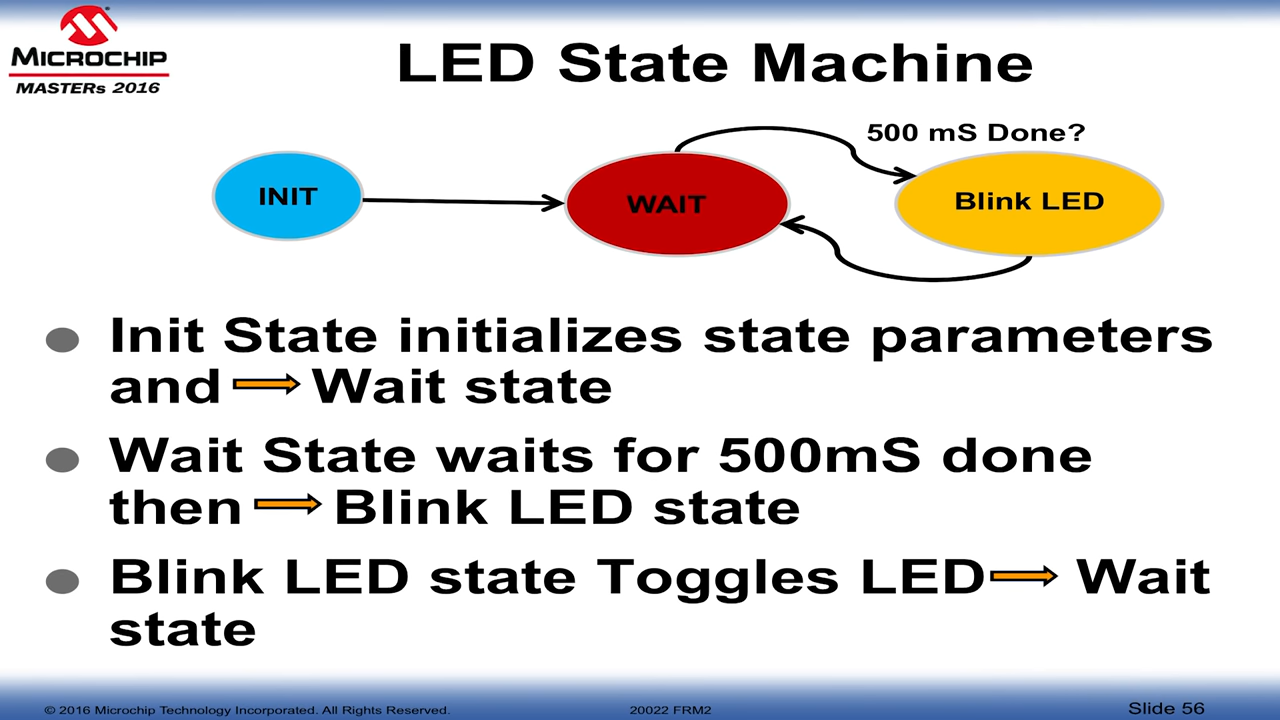 MICROCHIP
MASTERs 2016
LED State Machine
500 mS Done?
INIT
WAIT
Blink LED
Init State initializes state parameters
and Wait state
Wait State waits for 500mS done
then Blink LED state
Blink LED state Toggles LED Wait
state
© 2016 Microchip Technology Incorporated. All Rights Reserved.
20022 FRM2
Slide 56